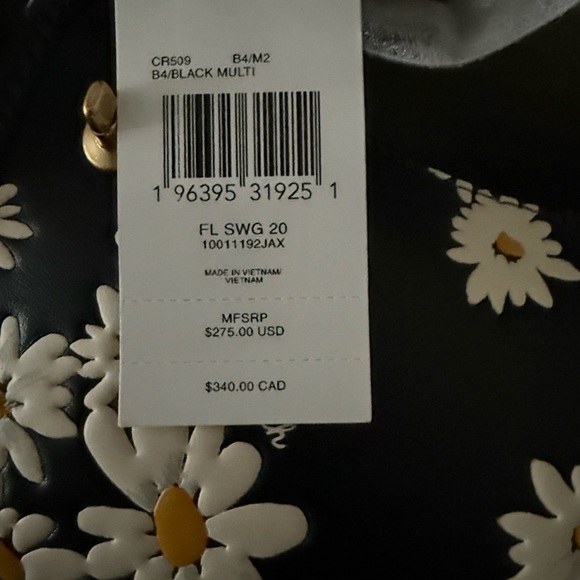 CR509 B4/M2
B4/BLACK MULTI
1 96395 31925 1
FL SWG 20
10011192JAX
MADE IN VIETNAM/
VIETNAM
MFSRP
$275.00 USD
$340.00 CAD